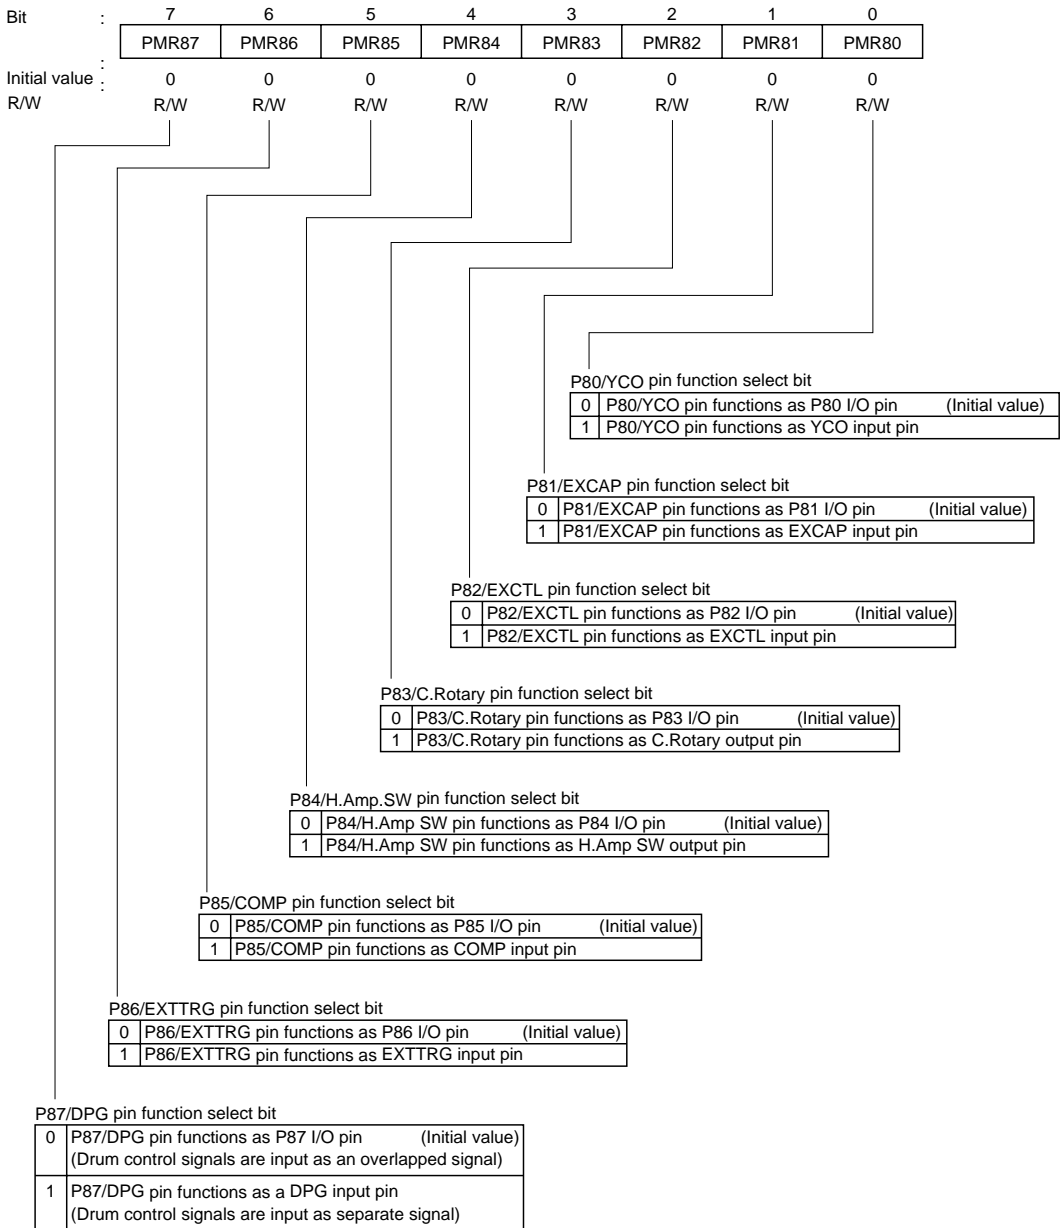 Bit : 7 6 5 4 3 2 1 0
PMR87 PMR86 PMR85 PMR84 PMR83 PMR82 PMR81 PMR80
:
Initial value : 0 0 0 0 0 0 0 0
R/W R/W R/W R/W R/W R/W R/W R/W R/W
P80/YCO pin function select bit
0 P80/YCO pin functions as P80 I/O pin (Initial value)
1 P80/YCO pin functions as YCO input pin
P81/EXCAP pin function select bit
0 P81/EXCAP pin functions as P81 I/O pin (Initial value)
1 P81/EXCAP pin functions as EXCAP input pin
P82/EXCTL pin function select bit
0 P82/EXCTL pin functions as P82 I/O pin (Initial value)
1 P82/EXCTL pin functions as EXCTL input pin
P83/C.Rotary pin function select bit
0 P83/C.Rotary pin functions as P83 I/O pin (Initial value)
1 P83/C.Rotary pin functions as C.Rotary output pin
P84/H.Amp.SW pin function select bit
0 P84/H.Amp SW pin functions as P84 I/O pin (Initial value)
1 P84/H.Amp SW pin functions as H.Amp SW output pin
P85/COMP pin function select bit
0 P85/COMP pin functions as P85 I/O pin (Initial value)
1 P85/COMP pin functions as COMP input pin
P86/EXTTRG pin function select bit
0 P86/EXTTRG pin functions as P86 I/O pin (Initial value)
1 P86/EXTTRG pin functions as EXTTRG input pin
P87/DPG pin function select bit
0 P87/DPG pin functions as P87 I/O pin (Initial value)
(Drum control signals are input as an overlapped signal)
1 P87/DPG pin functions as a DPG input pin
(Drum control signals are input as separate signal)